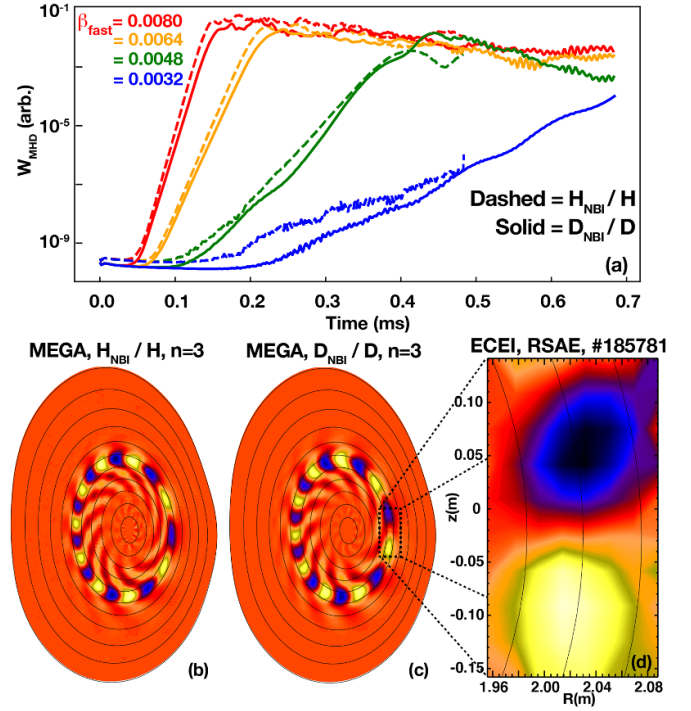 10⁻¹
β_fast = 0.0080
= 0.0064
= 0.0048
= 0.0032
10⁻⁵
10⁻⁹
W_MHD (arb.)
Dashed = H_NBI / H
Solid = D_NBI / D
(a)
0.0 0.1 0.2 0.3 0.4 0.5 0.6 0.7
Time (ms)
MEGA, H_NBI / H, n=3
MEGA, D_NBI / D, n=3
ECEI, RSAE, #185781
(b)
(c)
z(m)
0.10
0.05
0
-0.05
-0.10
-0.15
(d)
1.96 2.00 2.04 2.08
R(m)